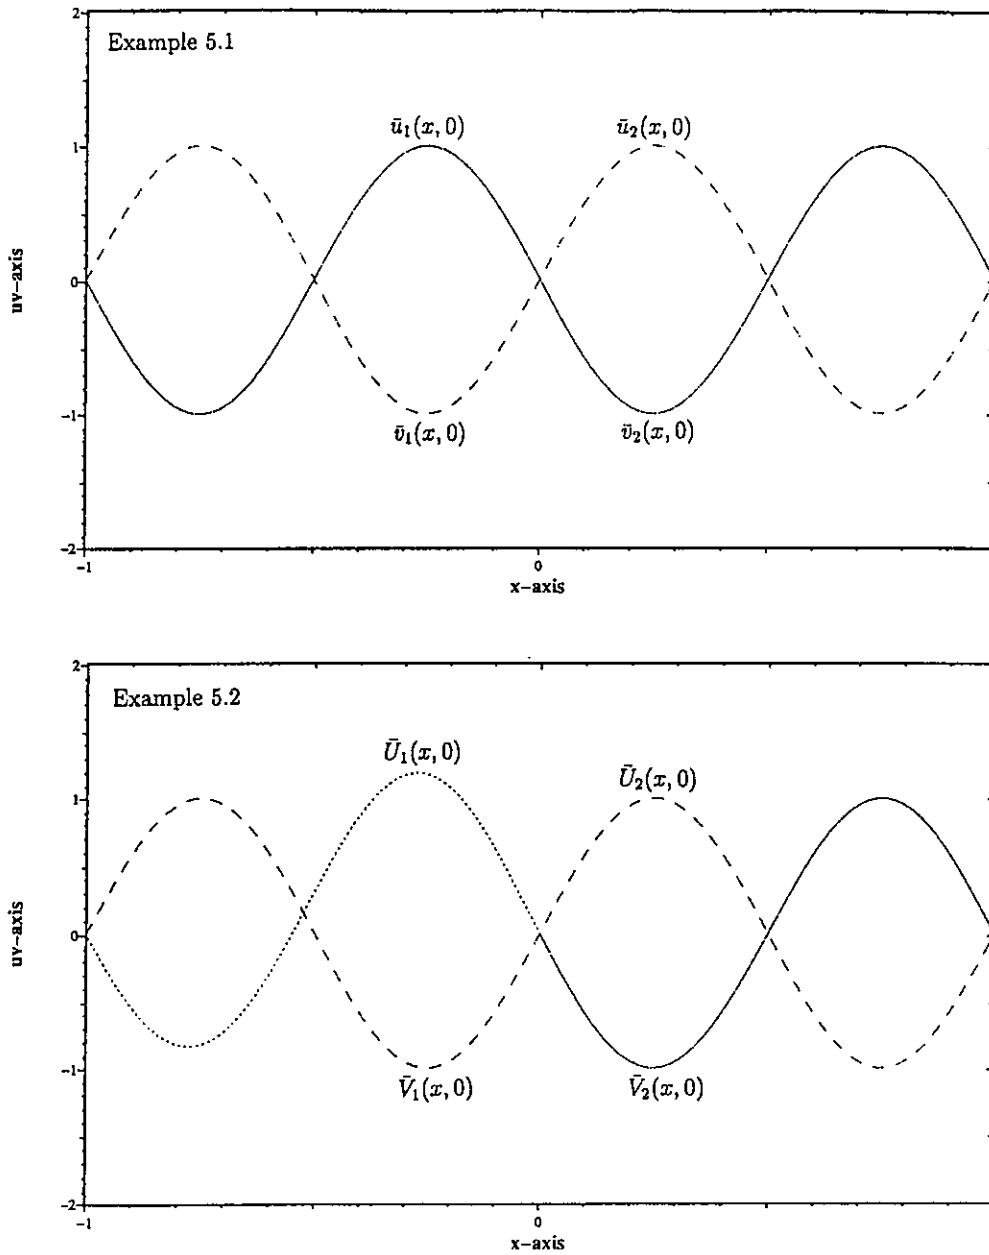 2
Example 5.1
ū₁(x, 0)
ū₂(x, 0)
1
uv-axis
0
-1
v̄₁(x, 0)
v̄₂(x, 0)
-2
-1
0
x-axis
2
Example 5.2
Ū₁(x, 0)
Ū₂(x, 0)
1
uv-axis
0
-1
V̄₁(x, 0)
V̄₂(x, 0)
-2
-1
0
x-axis